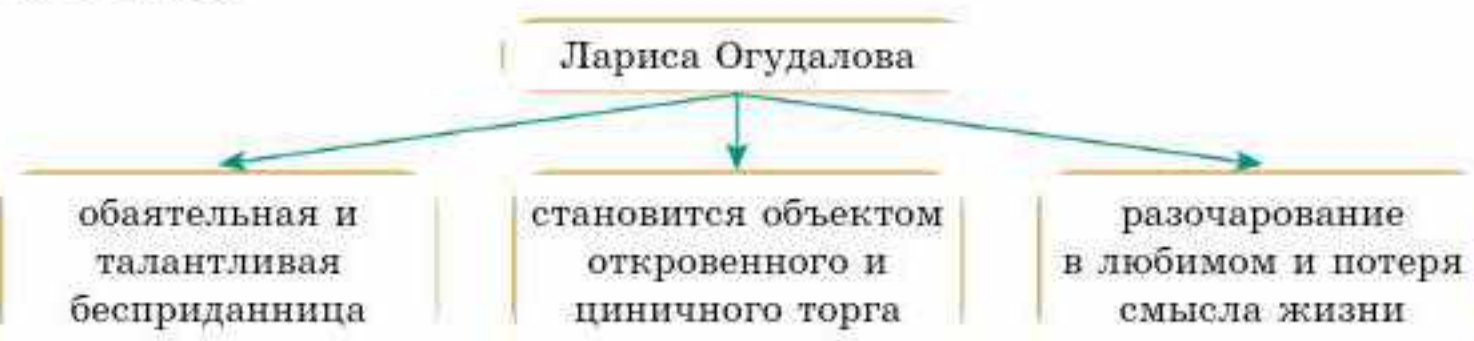 Лариса Огудалова
обаятельная и
талантливая
бесприданница
становится объектом
откровенного и
циничного торга
разочарование
в любимом и потеря
смысла жизни